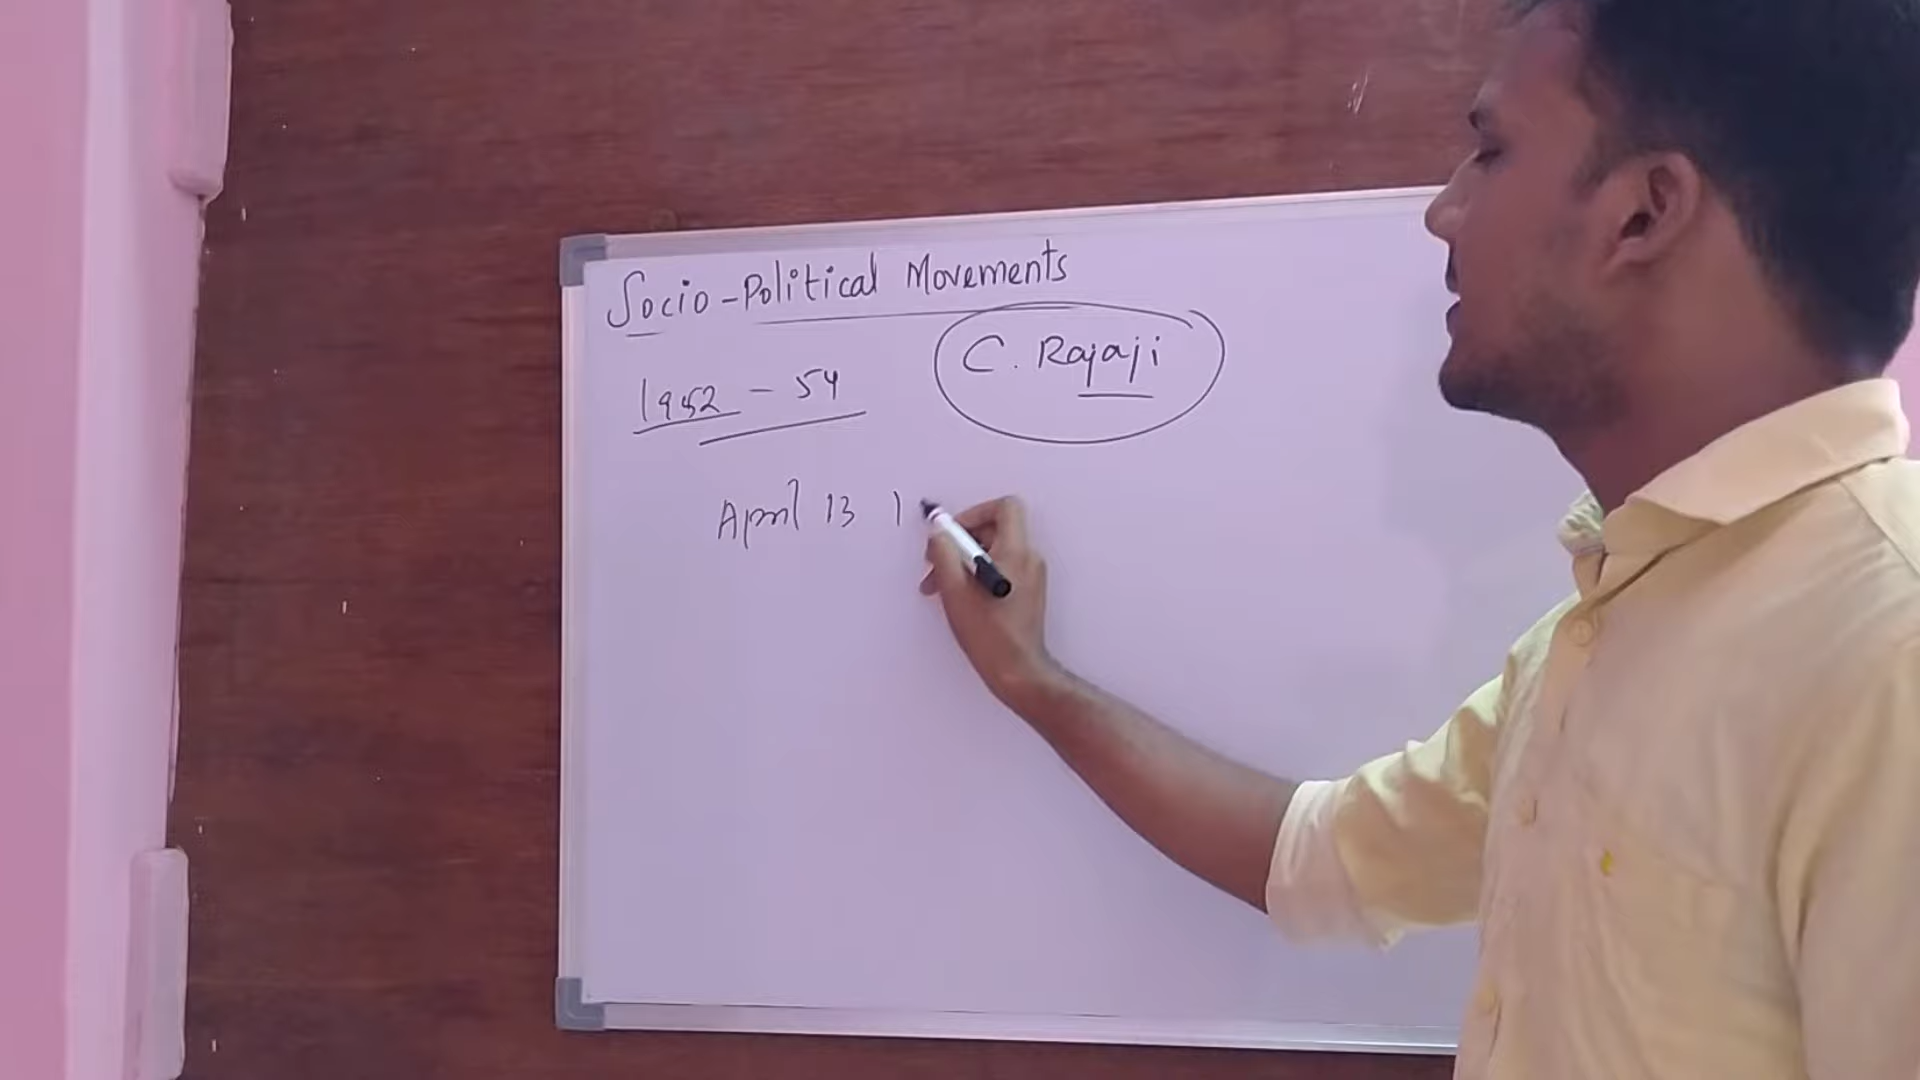 Socio-Political Movements
1952 - 54
C. Rajaji
April 13 1